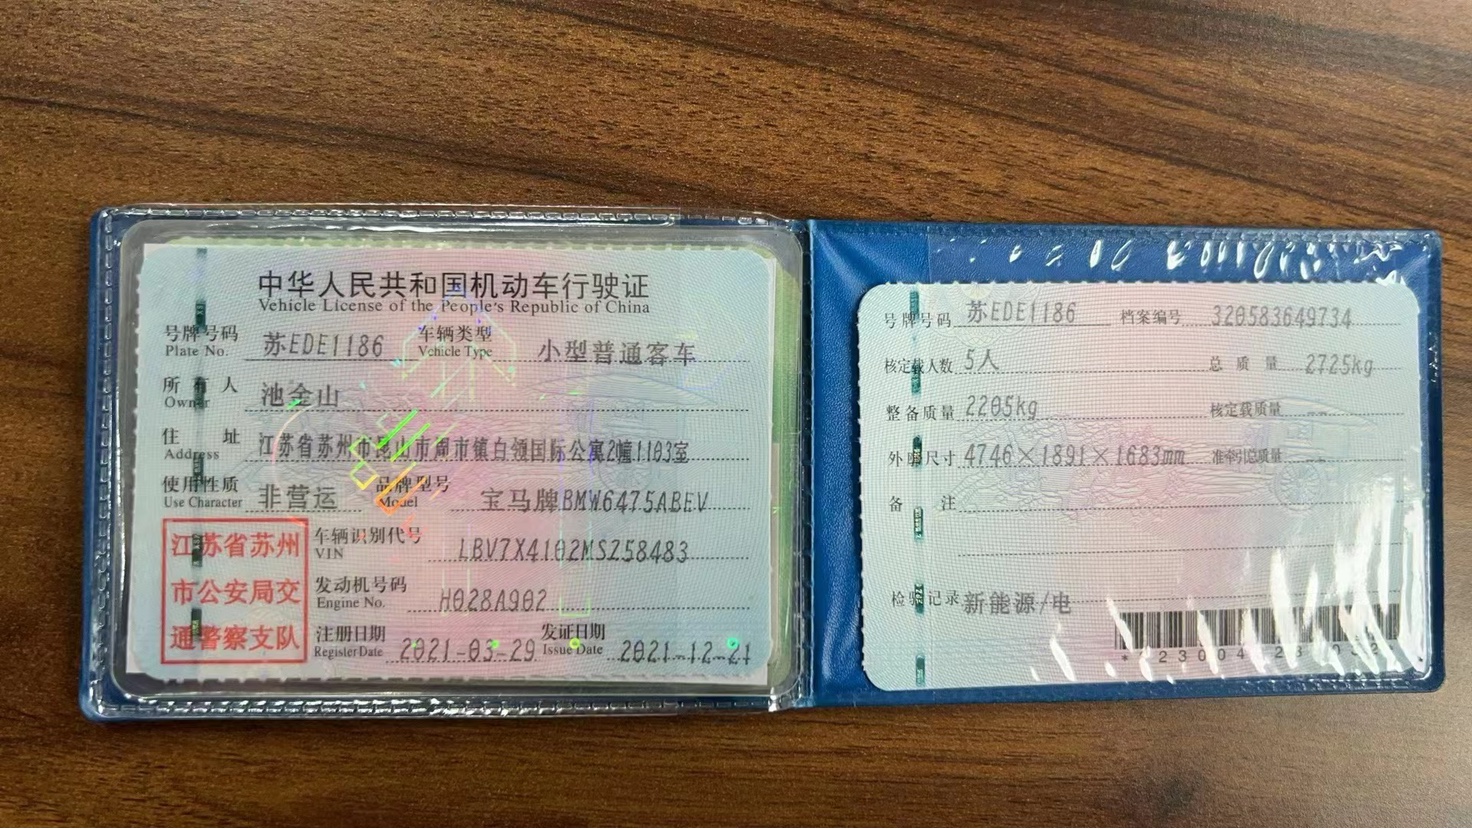 中华人民共和国机动车行驶证
Vehicle License of the People's Republic of China
号牌号码 苏EDE1186 车辆类型 小型普通客车
Plate No. Vehicle Type
所有人 池金山
Owner
住址 江苏省苏州市昆山市周市镇白领国际公寓2幢1103室
Address
使用性质 非营运 品牌型号 宝马牌BMW6475ABEV
Use Character Model
江苏省苏州
市公安局交
通警察支队
车辆识别代号 LBV7X4102MS258483
VIN
发动机号码 H028A902
Engine No.
注册日期 2021-03-29 发证日期 2021-12-21
Register Date Issue Date
号牌号码 苏EDE1186 档案编号 320583649734
核定载人数 5人 总质量 2725kg
整备质量 2205kg 核定载质量 --
外廓尺寸 4746×1891×1683mm 准牵引总质量 --
备注
检验记录 新能源/电